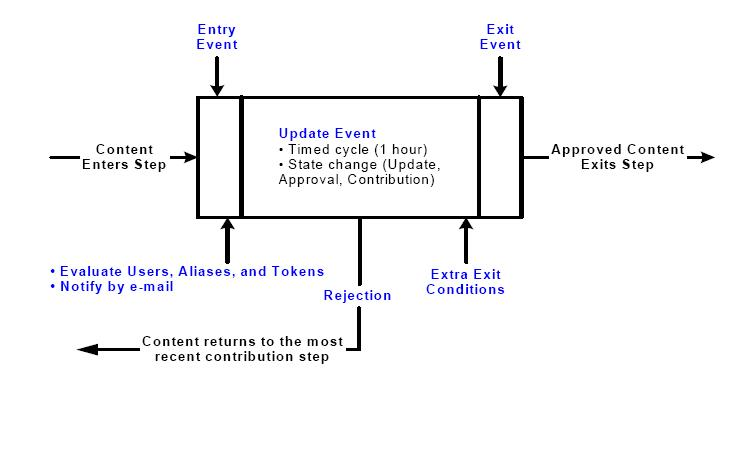 Entry
Event
Exit
Event
Update Event
• Timed cycle (1 hour)
• State change (Update,
Approval, Contribution)
Content
Enters Step
Approved Content
Exits Step
• Evaluate Users, Aliases, and Tokens
• Notify by e-mail
Rejection
Extra Exit
Conditions
Content returns to the most
recent contribution step